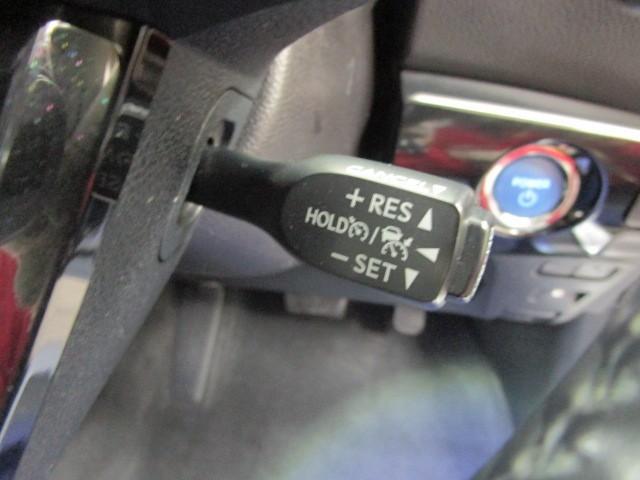 CANCEL
+ RES
HOLD /
− SET
POWER